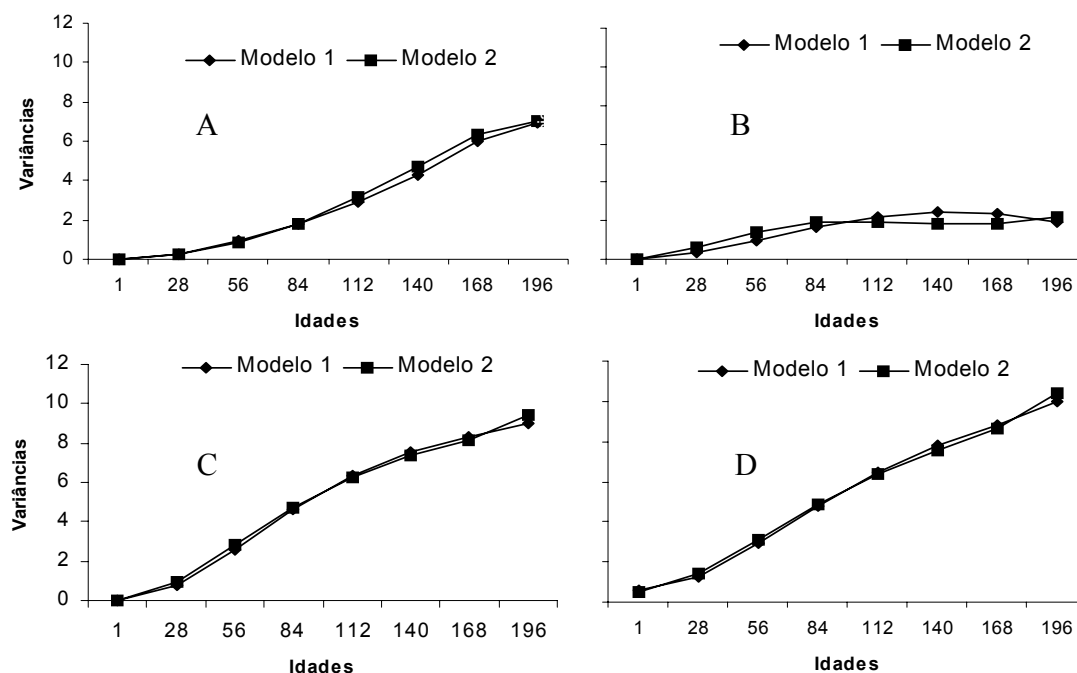 Modelo 1 Modelo 2
12
10
8
6
4
2
0
Variâncias
A
1 28 56 84 112 140 168 196
Idades
Modelo 1 Modelo 2
B
1 28 56 84 112 140 168 196
Idades
Modelo 1 Modelo 2
12
10
8
6
4
2
0
Variâncias
C
1 28 56 84 112 140 168 196
Idades
Modelo 1 Modelo 2
D
1 28 56 84 112 140 168 196
Idades